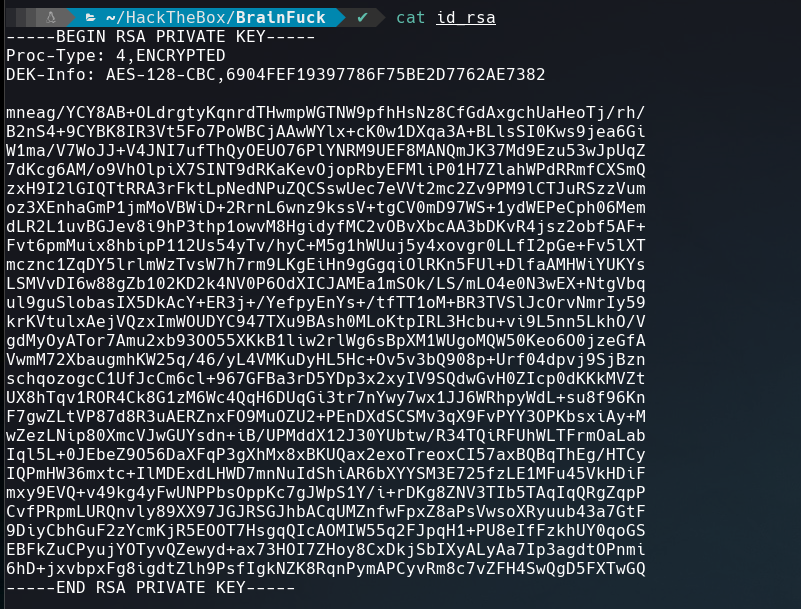 ~/HackTheBox/BrainFuck ✔ cat id_rsa
-----BEGIN RSA PRIVATE KEY-----
Proc-Type: 4,ENCRYPTED
DEK-Info: AES-128-CBC,6904FEF19397786F75BE2D7762AE7382

mneag/YCY8AB+OLdrgtyKqnrdTHwmpWGTNW9pfhHsNz8CfGdAxgchUaHeoTj/rh/
B2nS4+9CYBK8IR3Vt5Fo7PoWBCjAAwWYlx+cK0w1DXqa3A+BLlsSI0Kws9jea6Gi
W1ma/V7WoJJ+V4JNI7ufThQyOEUO76PlYNRM9UEF8MANQmJK37Md9Ezu53wJpUqZ
7dKcg6AM/o9VhOlpiX7SINT9dRKaKevOjopRbyEFMliP01H7ZlahWPdRRmfCXSmQ
zxH9I2lGIQTtRRA3rFktLpNedNPuZQCSswUec7eVVt2mc2Zv9PM9lCTJuRSzzVum
oz3XEnhaGmP1jmMoVBWiD+2RrnL6wnz9kssV+tgCV0mD97WS+1ydWEPeCph06Mem
dLR2L1uvBGJev8i9hP3thp1owvM8HgidyfMC2vOBvXbcAA3bDKvR4jsz2obf5AF+
Fvt6pmMuix8hbipP112Us54yTv/hyC+M5g1hWUuj5y4xovgr0LLfI2pGe+Fv5lXT
mcznc1ZqDY5lrlmWzTvsW7h7rm9LKgEiHn9gGgqiOlRKn5FUl+DlfaAMHWiYUKYs
LSMVvDI6w88gZb102KD2k4NV0P6OdXICJAMEa1mSOk/LS/mLO4e0N3wEX+NtgVbq
ul9guSlobasIX5DkAcY+ER3j+/YefpyEnYs+/tfTT1oM+BR3TVSlJcOrvNmrIy59
krKVtulxAejVQzxImWOUDYC947TXu9BAsh0MLoKtpIRL3Hcbu+vi9L5nn5LkhO/V
gdMyOyATor7Amu2xb93OO55XKkB1liw2rlWg6sBpXM1WUgoMQW50Keo6O0jzeGfA
VwmM72XbaugmhKW25q/46/yL4VMKuDyHL5Hc+Ov5v3bQ908p+Urf04dpvj9SjBzn
schqozogcC1UfJcCm6cl+967GFBa3rD5YDp3x2xyIV9SQdwGvH0ZIcp0dKKkMVZt
UX8hTqv1ROR4Ck8G1zM6Wc4QqH6DUqGi3tr7nYwy7wx1JJ6WRhpyWdL+su8f96Kn
F7gwZLtVP87d8R3uAERZnxFO9MuOZU2+PEnDXdSCSMv3qX9FvPYY3OPKbsxiAy+M
wZezLNip80XmcVJwGUYsdn+iB/UPMddX12J30YUbtw/R34TQiRFUhWLTFrmOaLab
Iql5L+0JEbeZ9O56DaXFqP3gXhMx8xBKUQax2exoTreoxCI57axBQBqThEg/HTCy
IQPmHW36mxtc+IlMDExdLHWD7mnNuIdShiAR6bXYYSM3E725fzLE1MFu45VkHDiF
mxy9EVQ+v49kg4yFwUNPPbsOppKc7gJWpS1Y/i+rDKg8ZNV3TIb5TAqIqQRgZqpP
CvfPRpmLURQnvly89XX97JGJRSGJhbACqUMZnfwFpxZ8aPsVwsoXRyuub43a7GtF
9DiyCbhGuF2zYcmKjR5EOOT7HsgqQIcAOMIW55q2FJpqH1+PU8eIfFzkhUY0qoGS
EBFkZuCPyujYOTyvQZewyd+ax73HOI7ZHoy8CxDkjSbIXyALyAa7Ip3agdtOPnmi
6hD+jxvbpxFg8igdtZlh9PsfIgkNZK8RqnPymAPCyvRm8c7vZFH4SwQgD5FXTwGQ
-----END RSA PRIVATE KEY-----